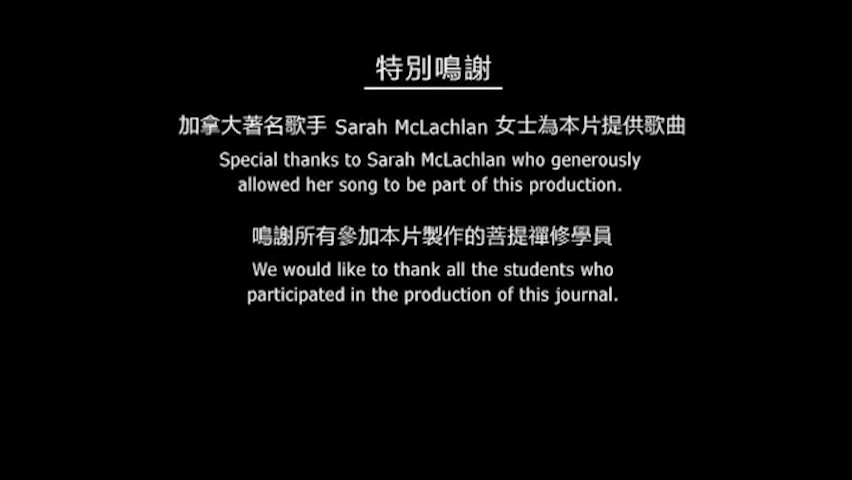 特別鳴謝
加拿大著名歌手 Sarah McLachlan 女士為本片提供歌曲
Special thanks to Sarah McLachlan who generously
allowed her song to be part of this production.
鳴謝所有參加本片製作的菩提禪修學員
We would like to thank all the students who
participated in the production of this journal.